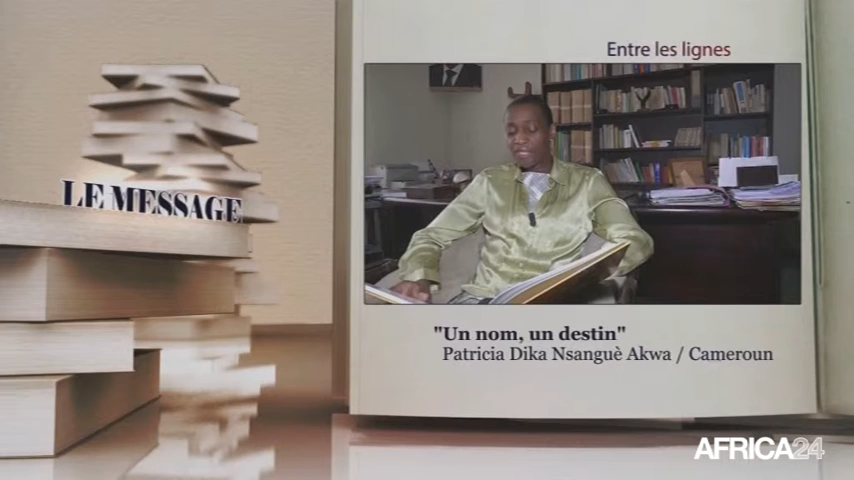 Entre les lignes
LE MESSAGE
"Un nom, un destin"
Patricia Dika Nsanguè Akwa / Cameroun
AFRICA24